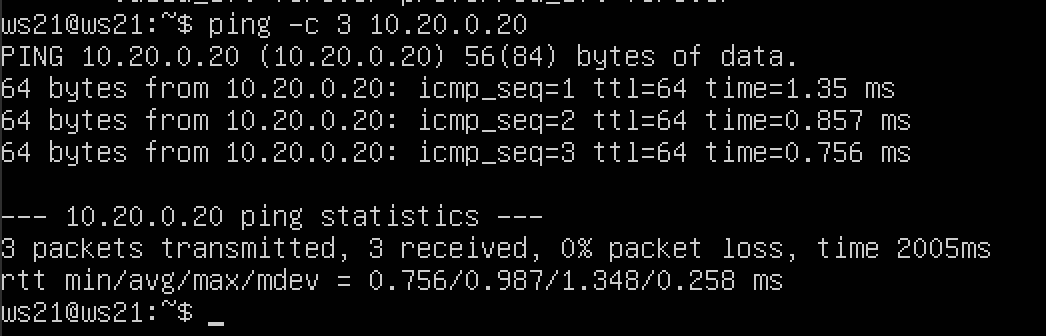 ws21@ws21:~$ ping -c 3 10.20.0.20
PING 10.20.0.20 (10.20.0.20) 56(84) bytes of data.
64 bytes from 10.20.0.20: icmp_seq=1 ttl=64 time=1.35 ms
64 bytes from 10.20.0.20: icmp_seq=2 ttl=64 time=0.857 ms
64 bytes from 10.20.0.20: icmp_seq=3 ttl=64 time=0.756 ms
--- 10.20.0.20 ping statistics ---
3 packets transmitted, 3 received, 0% packet loss, time 2005ms
rtt min/avg/max/mdev = 0.756/0.987/1.348/0.258 ms
ws21@ws21:~$ _